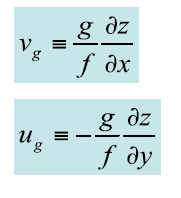 v_g ≡ g/f ∂z/∂x
u_g ≡ − g/f ∂z/∂y